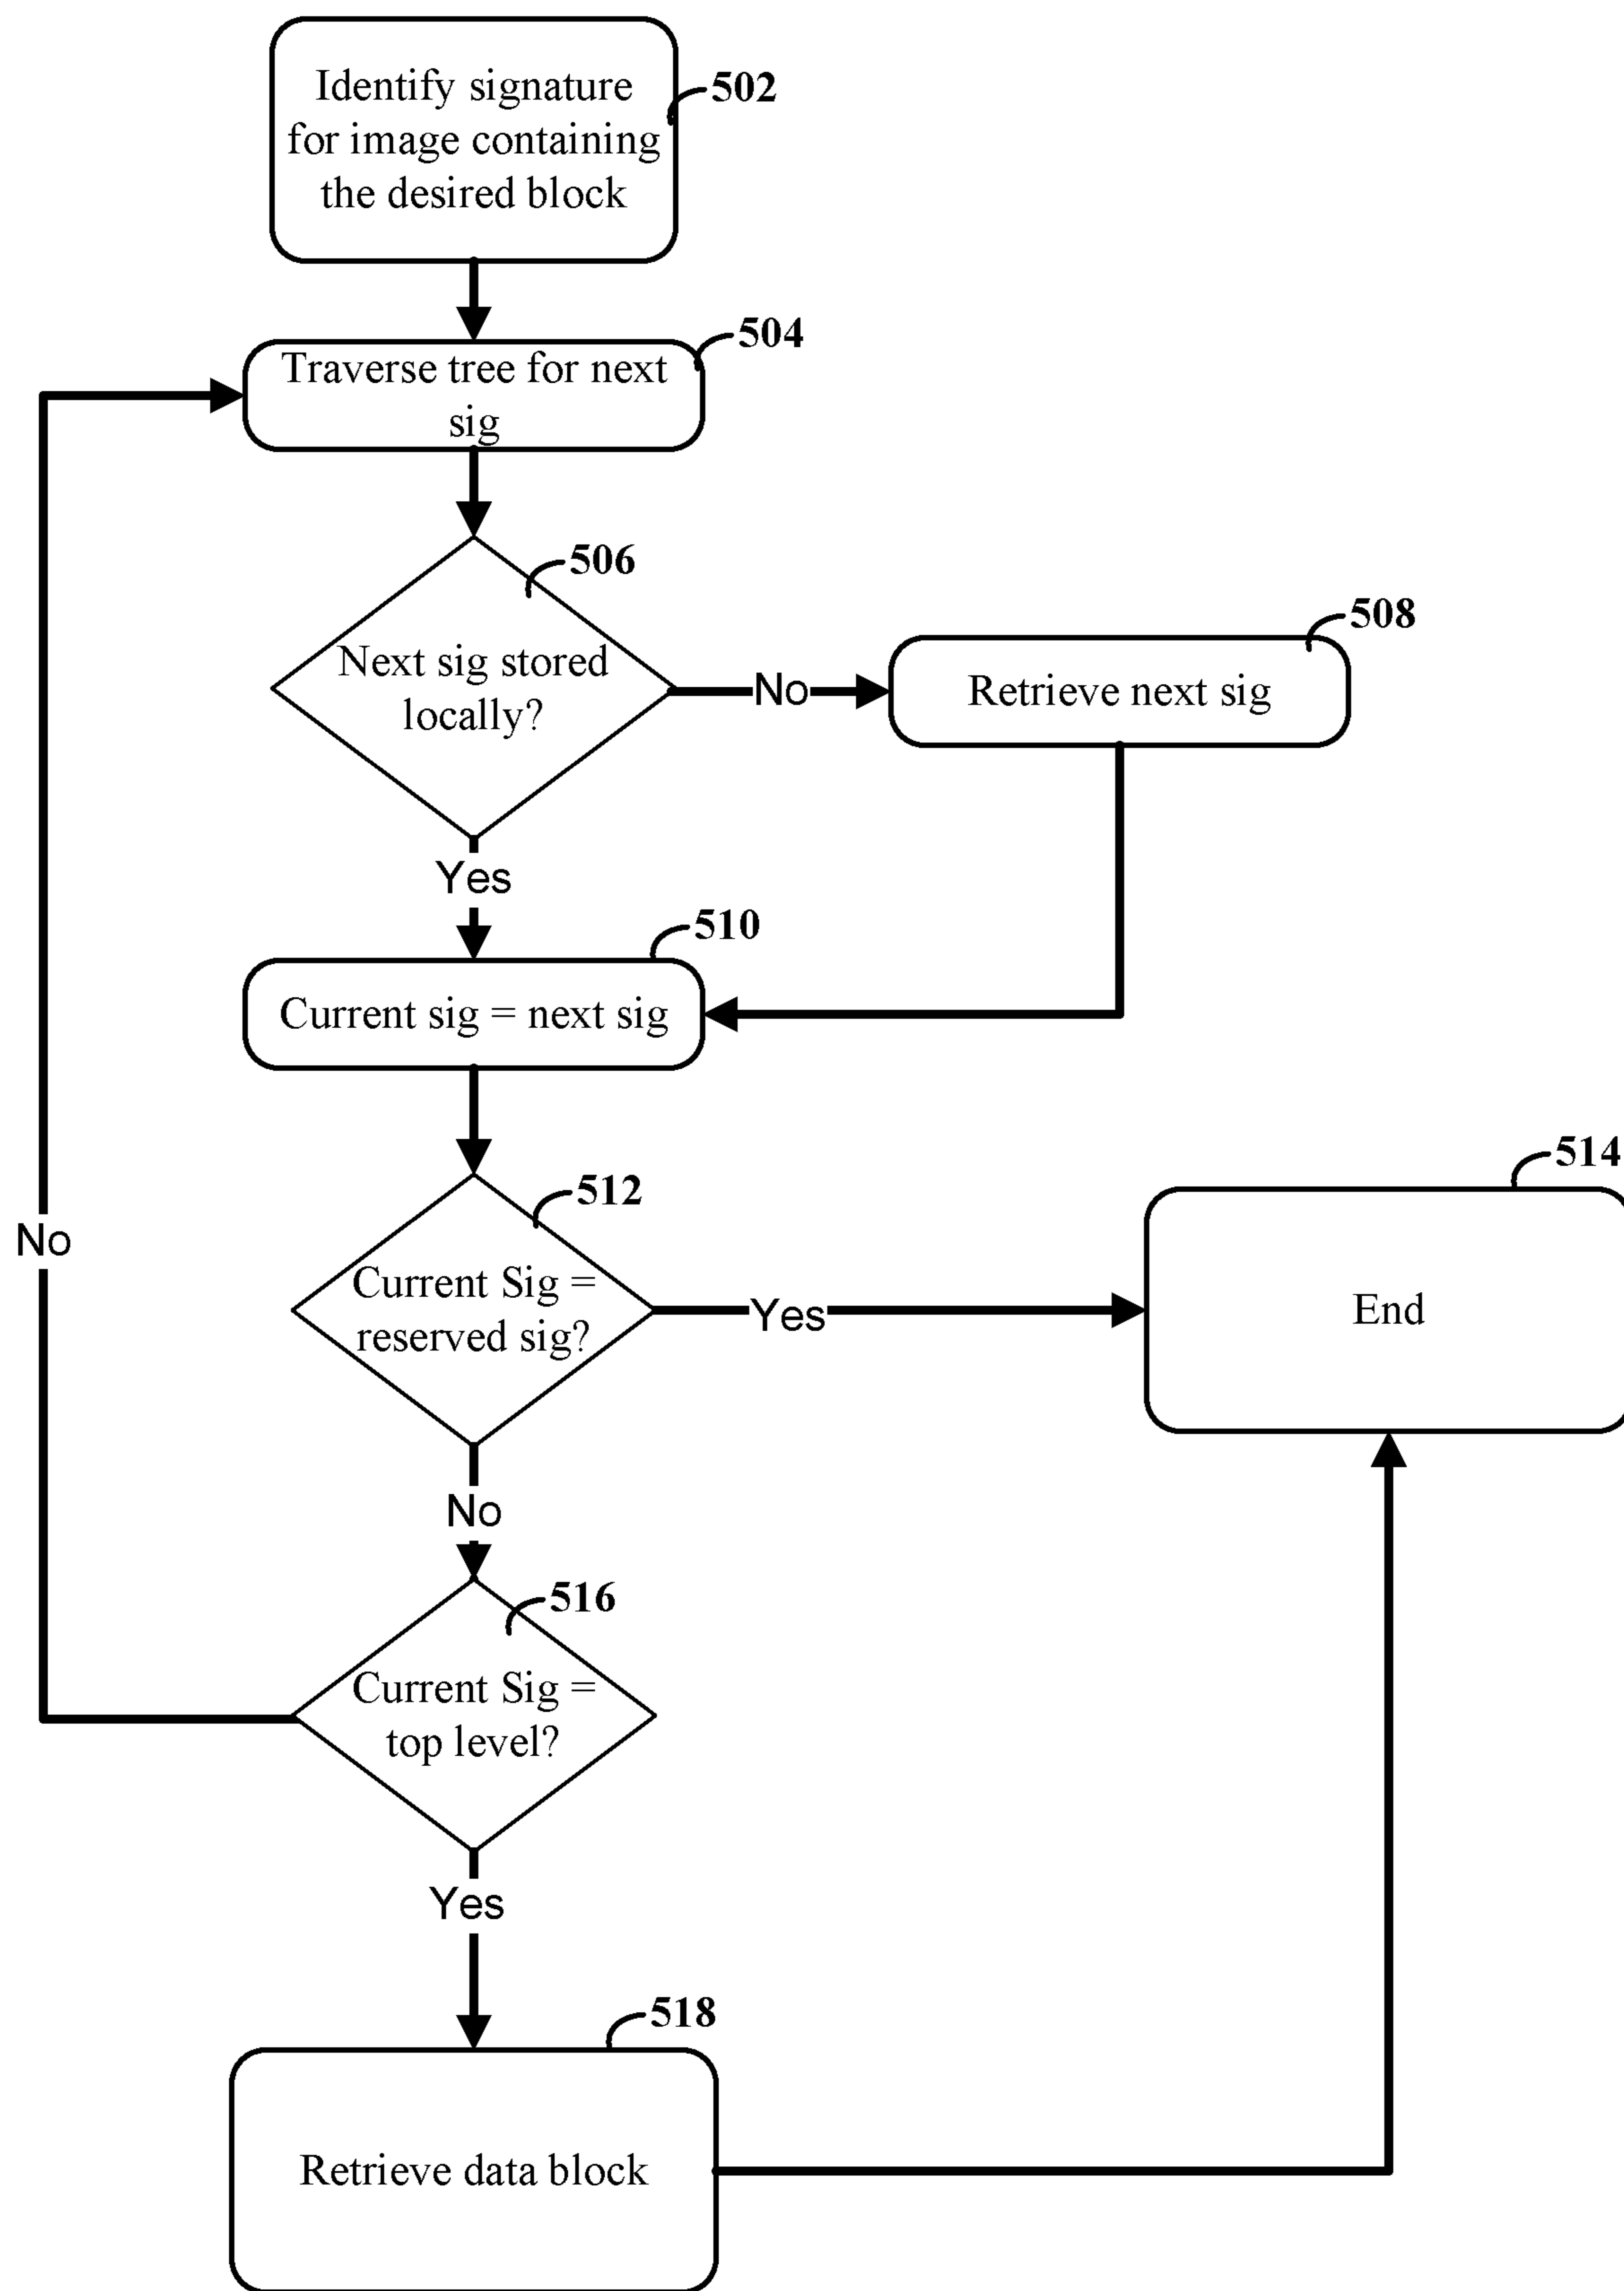 Identify signature
for image containing
the desired block
502
Traverse tree for next
sig
504
506
Next sig stored
locally?
No
508
Retrieve next sig
Yes
510
Current sig = next sig
512
Current Sig =
reserved sig?
Yes
514
End
No
No
516
Current Sig =
top level?
Yes
518
Retrieve data block